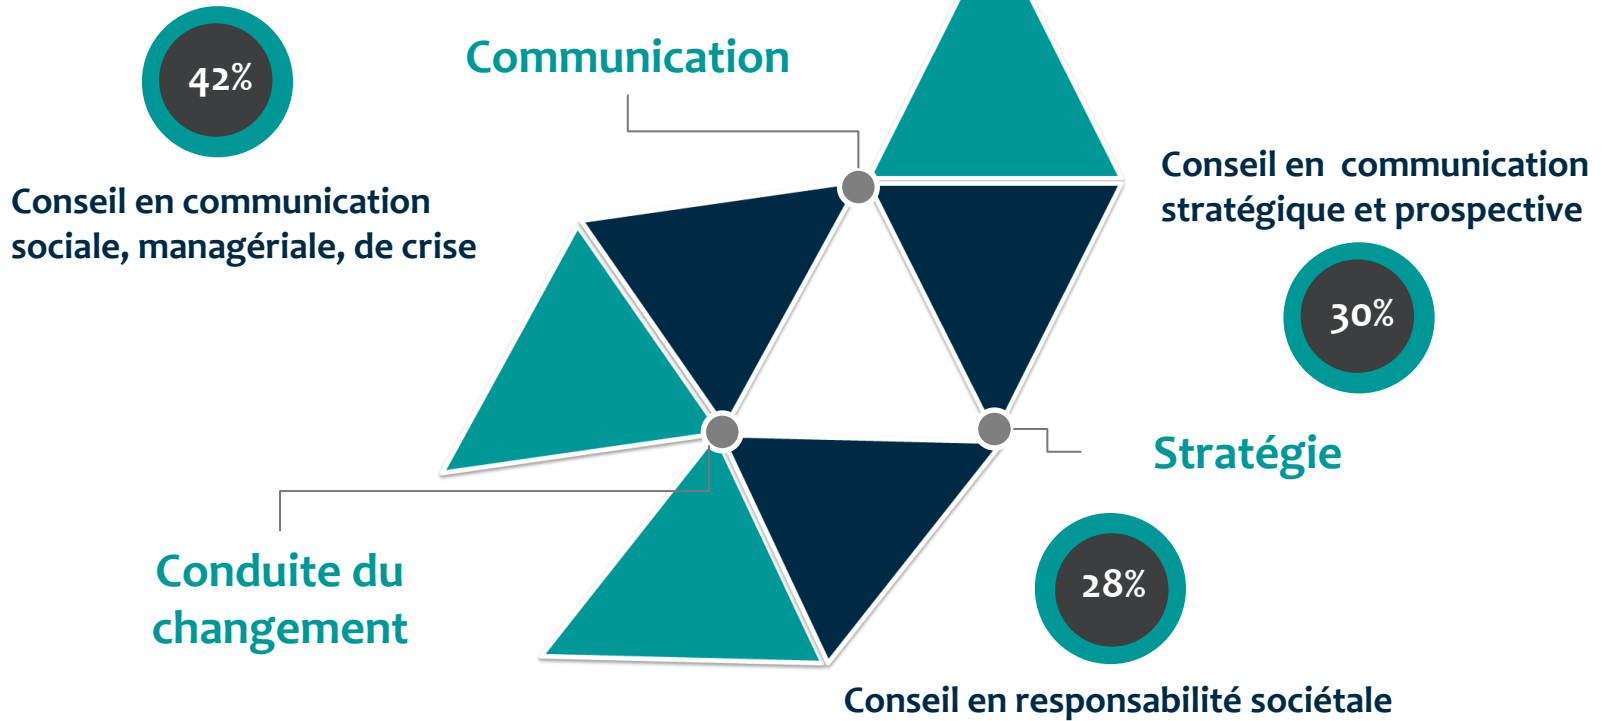 42%
Communication
Conseil en communication
sociale, managériale, de crise
Conseil en communication
stratégique et prospective
30%
Stratégie
Conduite du
changement
28%
Conseil en responsabilité sociétale